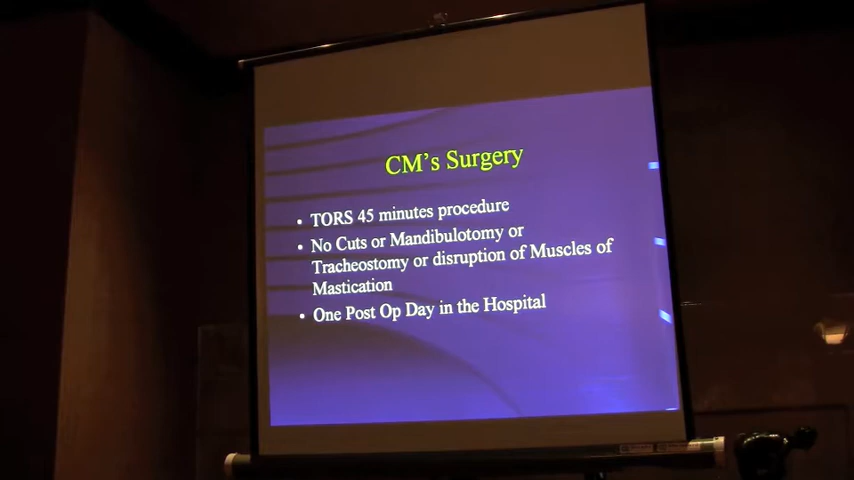 CM's Surgery
• TORS 45 minutes procedure
• No Cuts or Mandibulotomy or
Tracheostomy or disruption of Muscles of
Mastication
• One Post Op Day in the Hospital